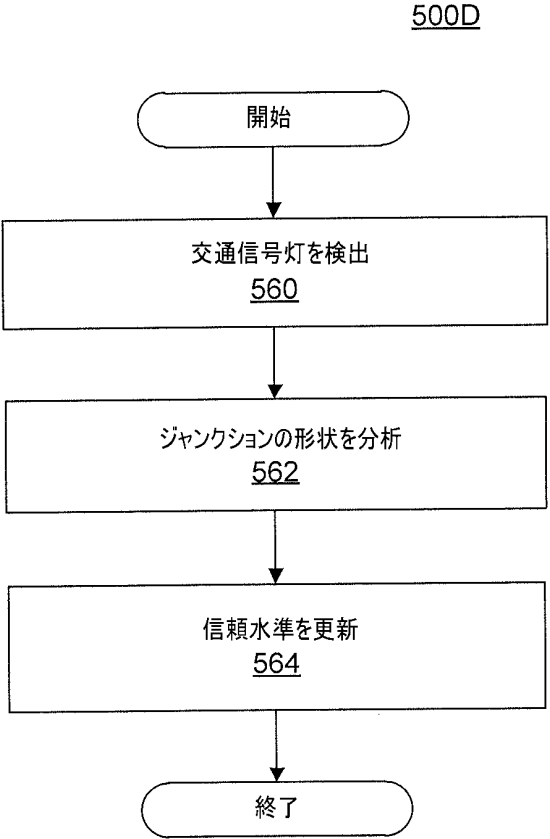 500D
開始
交通信号灯を検出
560
ジャンクションの形状を分析
562
信頼水準を更新
564
終了